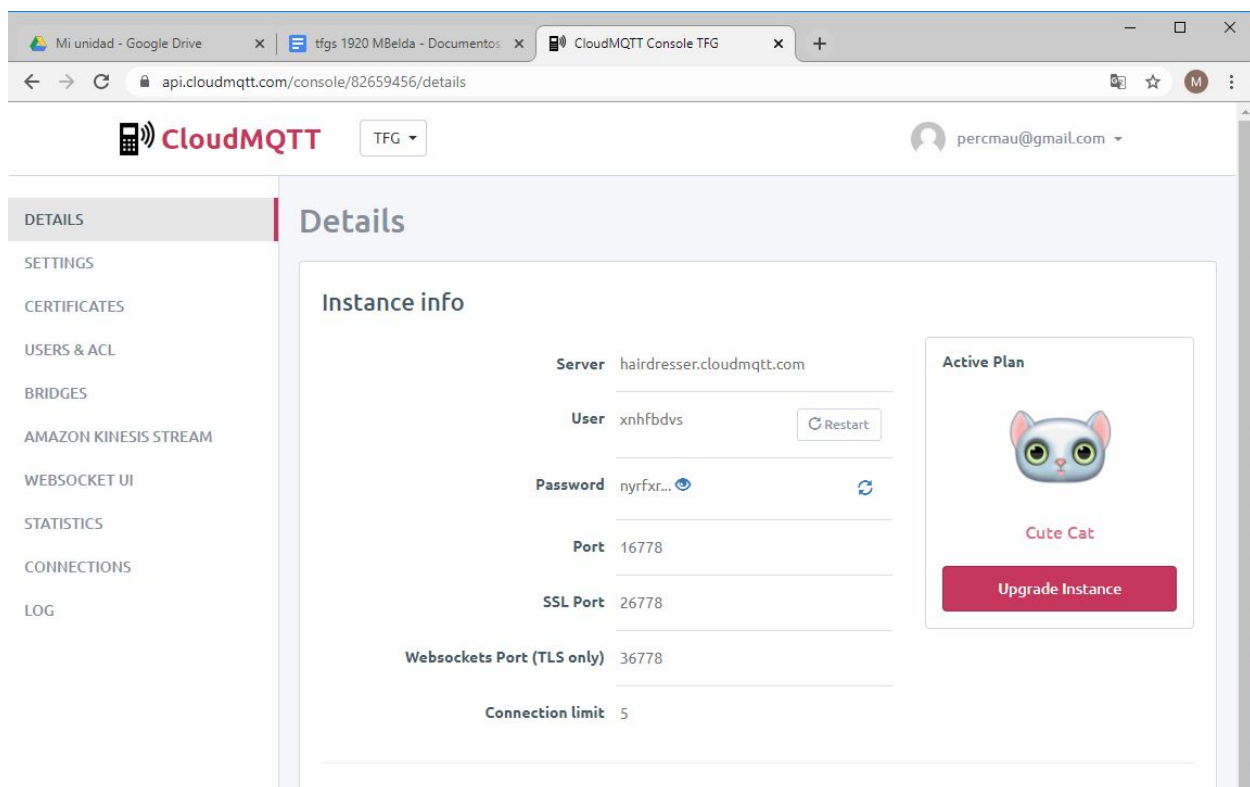 Mi unidad - Google Drive
tfgs 1920 MBelda - Documentos
CloudMQTT Console TFG
api.cloudmqtt.com/console/82659456/details
M
CloudMQTT
TFG
percmau@gmail.com
DETAILS
SETTINGS
CERTIFICATES
USERS & ACL
BRIDGES
AMAZON KINESIS STREAM
WEBSOCKET UI
STATISTICS
CONNECTIONS
LOG
Details
Instance info
Server hairdresser.cloudmqtt.com
User xnhfbdvs Restart
Password nyrfxr...
Port 16778
SSL Port 26778
Websockets Port (TLS only) 36778
Connection limit 5
Active Plan
Cute Cat
Upgrade Instance